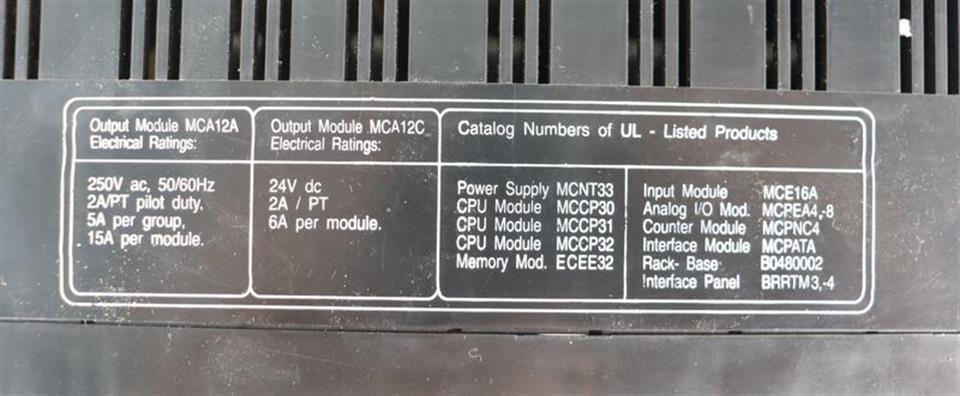 Output Module MCA12A
Electrical Ratings:
250V ac, 50/60Hz
2A/PT pilot duty.
5A per group,
15A per module.
Output Module MCA12C
Electrical Ratings:
24V dc
2A / PT
6A per module.
Catalog Numbers of UL - Listed Products
Power Supply MCNT33
CPU Module MCCP30
CPU Module MCCP31
CPU Module MCCP32
Memory Mod. ECEE32
Input Module MCE16A
Analog I/O Mod. MCPEA4,-8
Counter Module MCPNC4
Interface Module MCPATA
Rack- Base B0480002
Interface Panel BRRTM3,-4